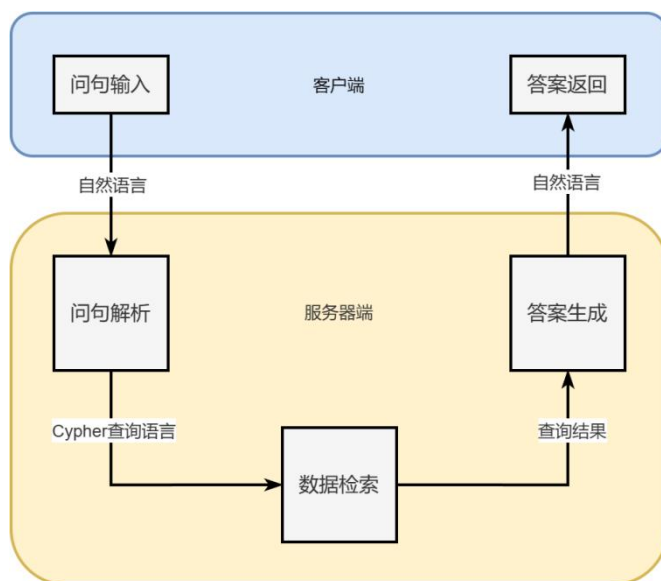 问句输入
客户端
答案返回
自然语言
自然语言
问句解析
服务器端
答案生成
Cypher查询语言
查询结果
数据检索